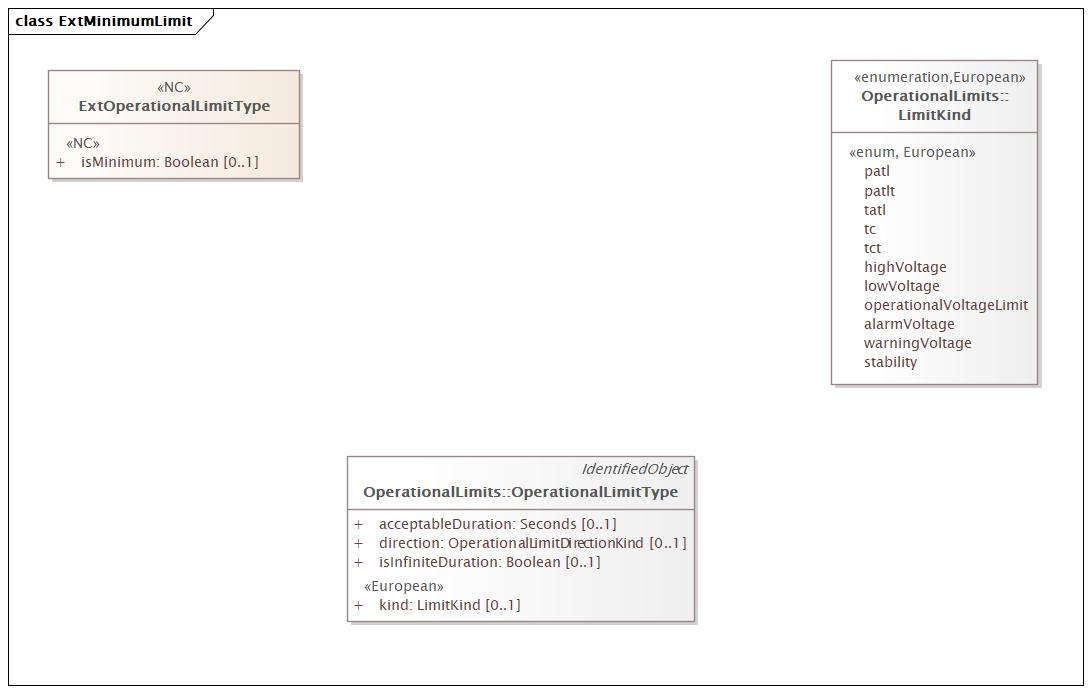 class ExtMinimumLimit
«NC»
ExtOperationalLimitType
«NC»
+ isMinimum: Boolean [0..1]
«enumeration,European»
OperationalLimits::
LimitKind
«enum, European»
patl
patlt
tatl
tc
tct
highVoltage
lowVoltage
operationalVoltageLimit
alarmVoltage
warningVoltage
stability
IdentifiedObject
OperationalLimits::OperationalLimitType
+ acceptableDuration: Seconds [0..1]
+ direction: OperationalLimitDirectionKind [0..1]
+ isInfiniteDuration: Boolean [0..1]
«European»
+ kind: LimitKind [0..1]